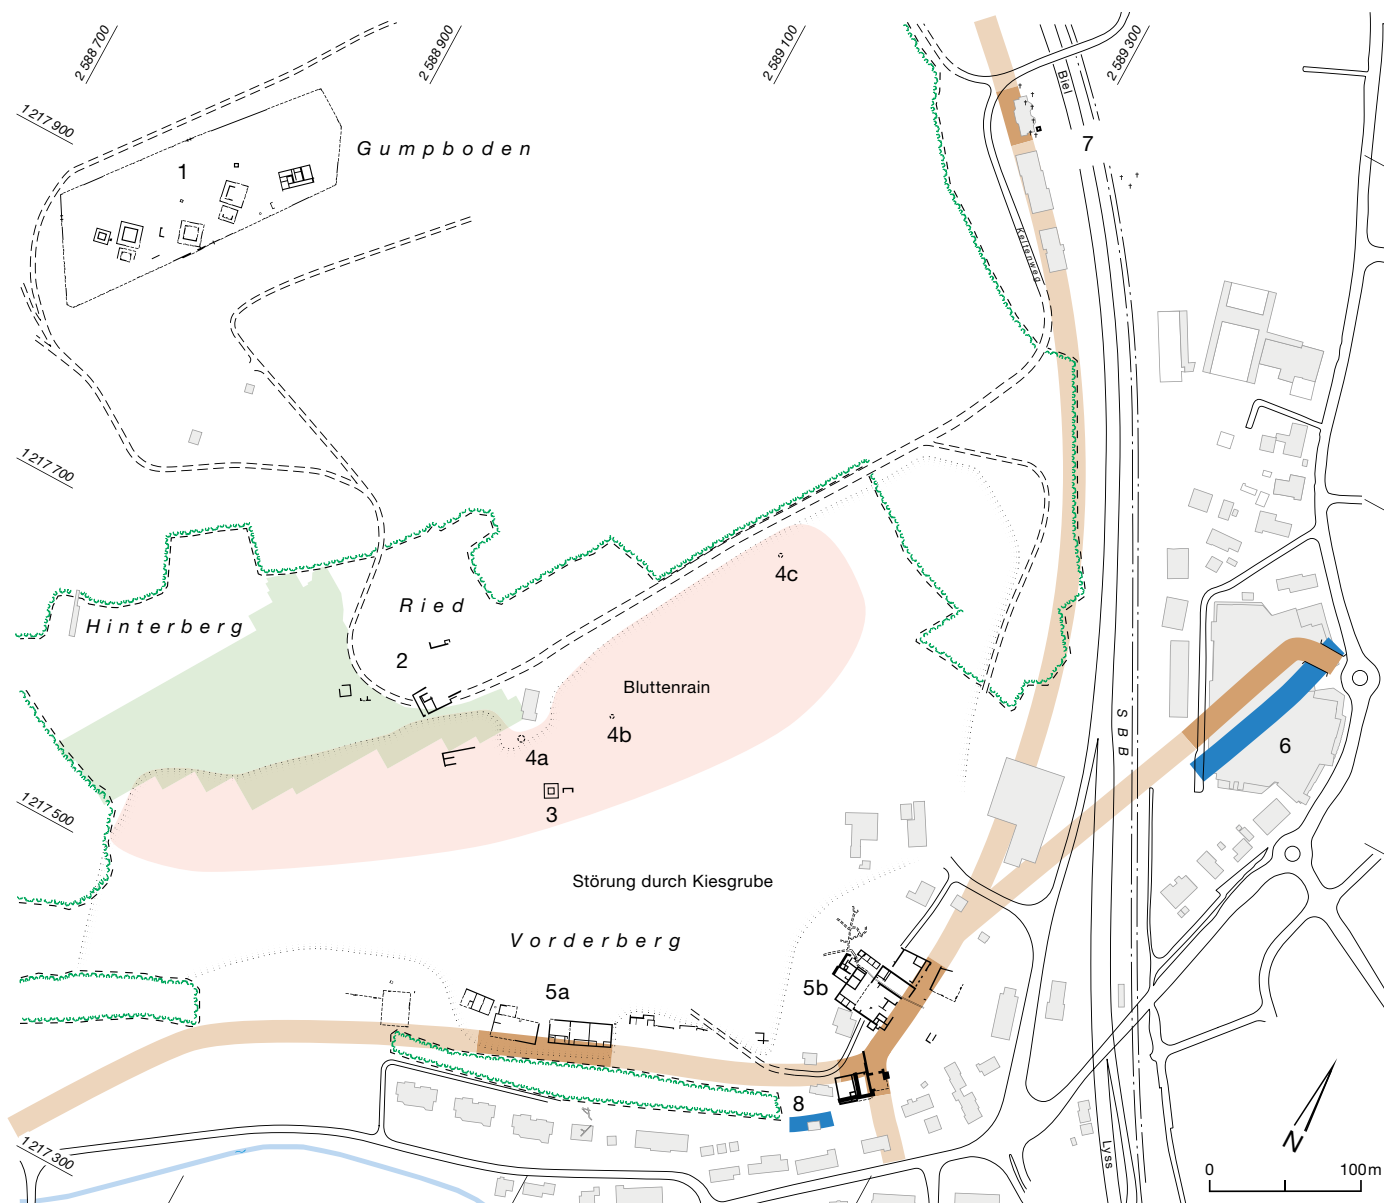 2 588 700
2 588 900
2 589 100
2 589 300
Biel
1 217 900
7
Gumpboden
1
Keltenweg
1 217 700
4c
Ried
Hinterberg
2
Bluttenrain
SBB
4b
6
4a
3
1 217 500
Störung durch Kiesgrube
Vorderberg
5a
5b
8
N
1 217 300
Lyss
0 100 m